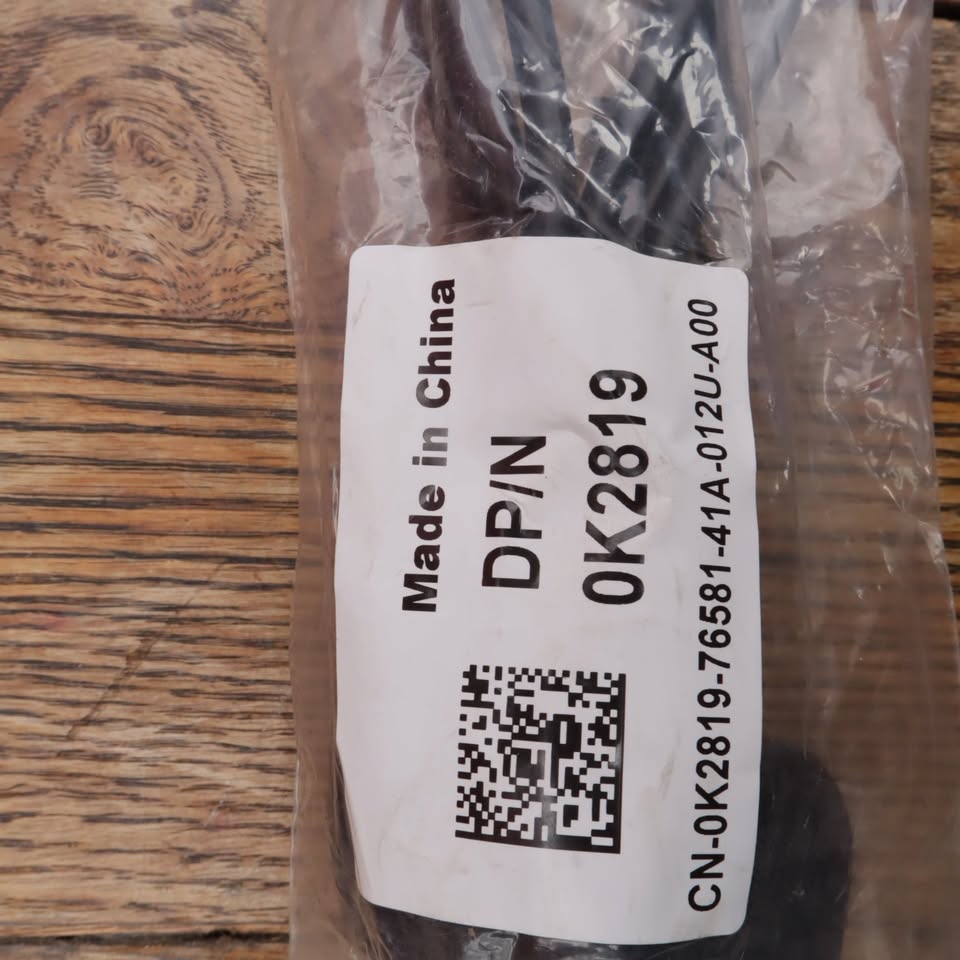 Made in China
DP/N
0K2819
CN-0K2819-76581-41A-012U-A00